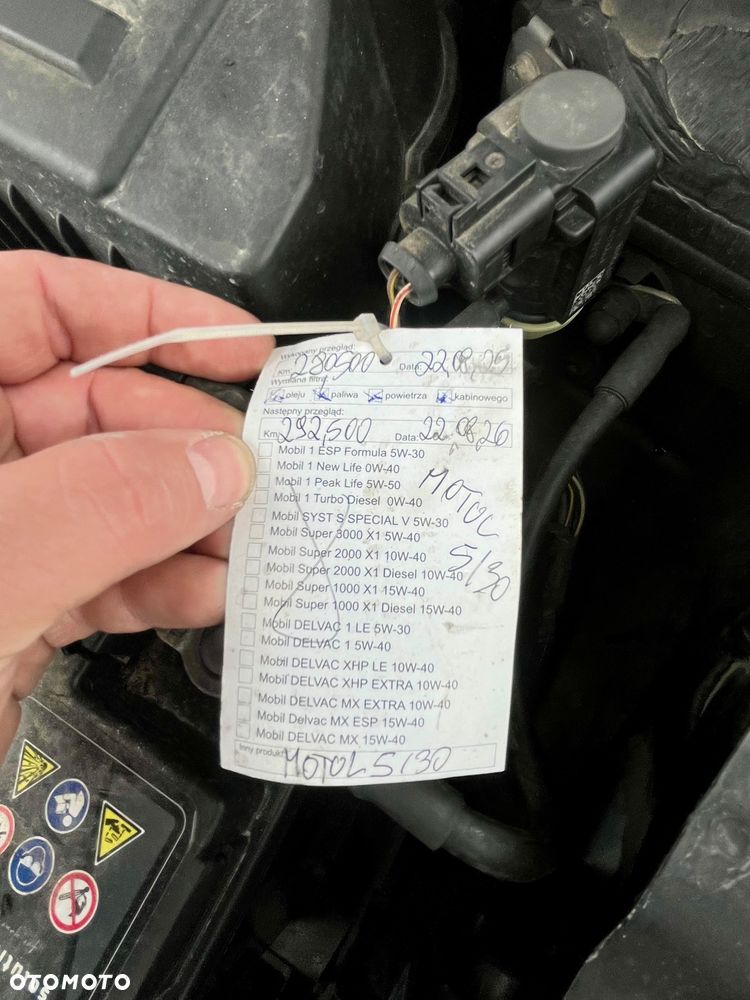 Wykonany przegląd:
Km 280500 Data: 22,08,25
Wymiana filtra:
oleju paliwa powietrza kabinowego
Następny przegląd:
Km 292,500 Data: 22 08,26
Mobil 1 ESP Formula 5W-30
Mobil 1 New Life 0W-40
Mobil 1 Peak Life 5W-50
Mobil 1 Turbo Diesel 0W-40
Mobil SYST S SPECIAL V 5W-30
Mobil Super 3000 X1 5W-40
Mobil Super 2000 X1 10W-40
Mobil Super 2000 X1 Diesel 10W-40
Mobil Super 1000 X1 15W-40
Mobil Super 1000 X1 Diesel 15W-40
Mobil DELVAC 1 LE 5W-30
Mobil DELVAC 1 5W-40
Mobil DELVAC XHP LE 10W-40
Mobil DELVAC XHP EXTRA 10W-40
Mobil DELVAC MX EXTRA 10W-40
Mobil Delvac MX ESP 15W-40
Mobil DELVAC MX 15W-40
MOTUL
5/30
Inny produkt:
MOTUL 5/30
OTOMOTO